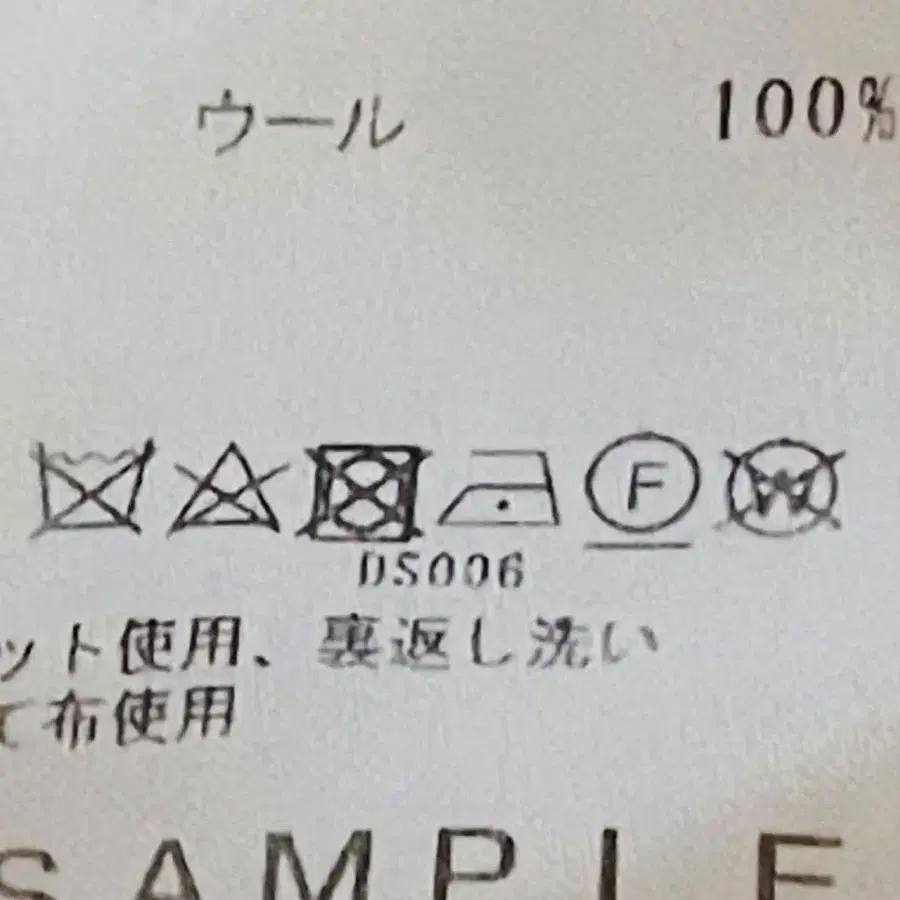 ウール 100%
F W
DS006
ット使用、裏返し洗い
て布使用
SAMPLE